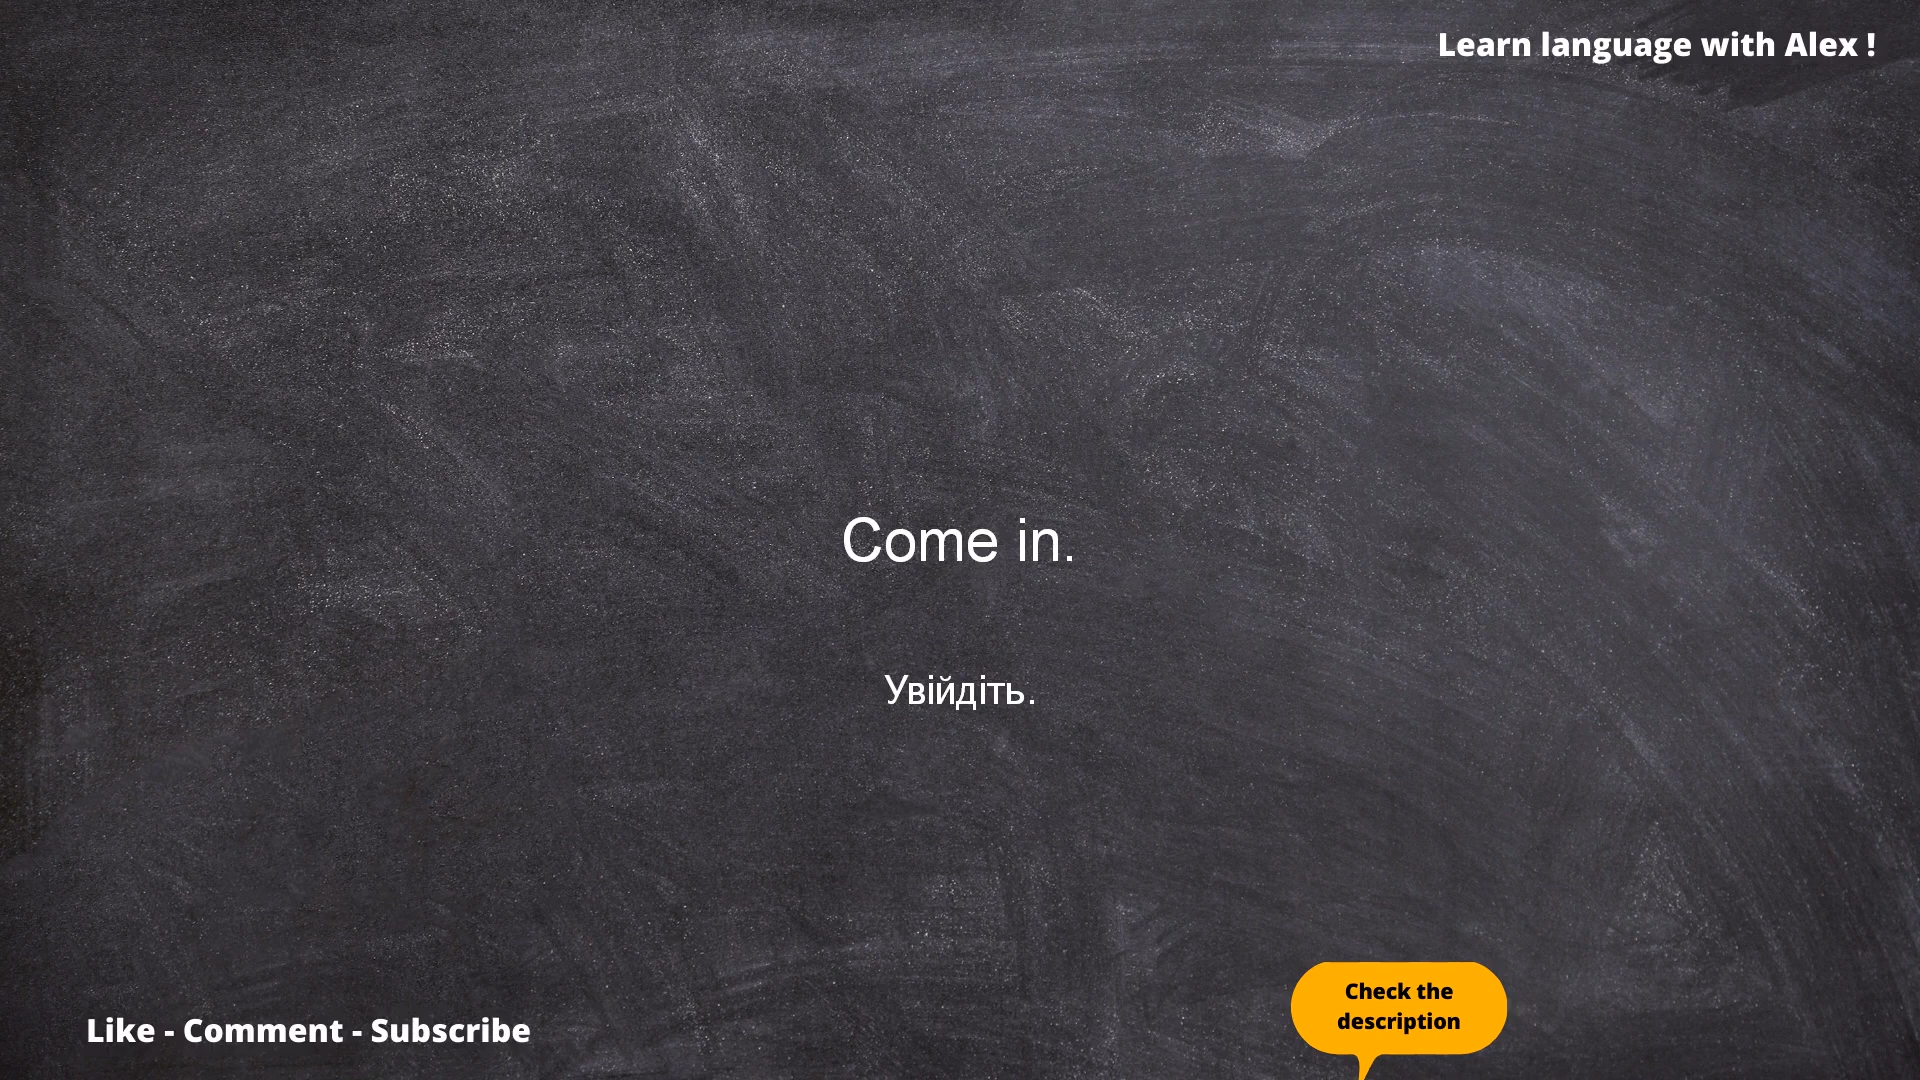 Learn language with Alex !
Come in.
Увійдіть.
Check the
description
Like - Comment - Subscribe